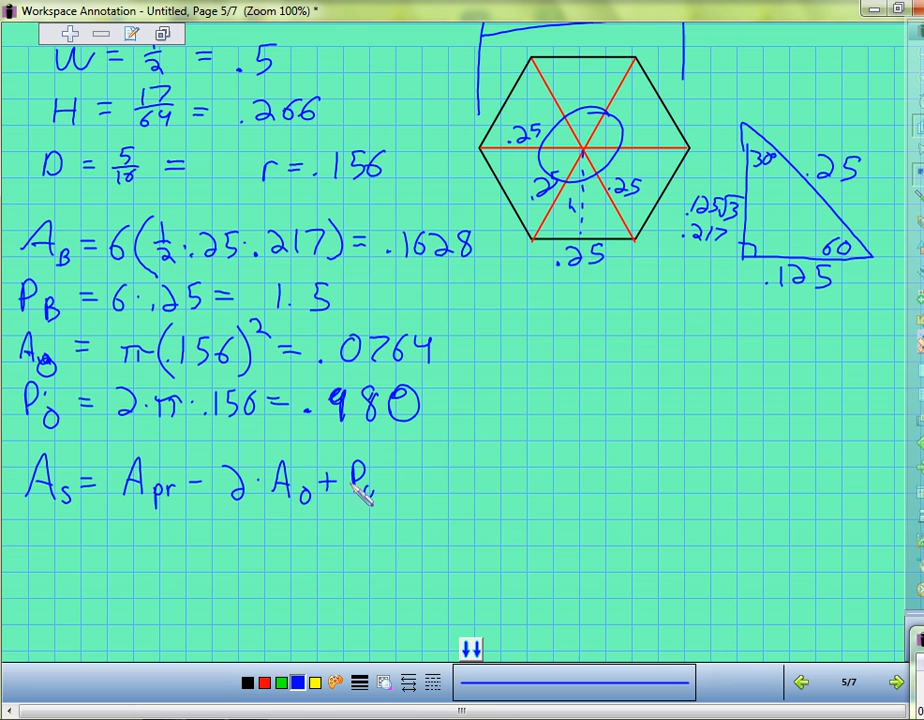 Workspace Annotation - Untitled, Page 5/7 (Zoom 100%) *
W = 1/2 = .5
H = 17/64 = .266
D = 5/16 = r = .156
A_B = 6(1/2 · .25 · .217) = .1628
P_B = 6 · .25 = 1.5
A_O = π(.156)^2 = .0764
P_O = 2 · π · .156 = .980
A_s = A_pr - 2 · A_O + P
.25
.25
.25
h
.25
30°
.25
.125√3
.217
60
.125
5/7